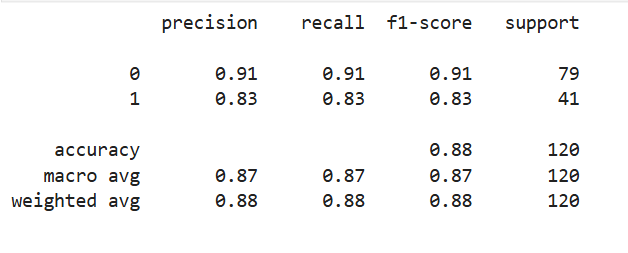 precision recall f1-score support
0 0.91 0.91 0.91 79
1 0.83 0.83 0.83 41
accuracy 0.88 120
macro avg 0.87 0.87 0.87 120
weighted avg 0.88 0.88 0.88 120